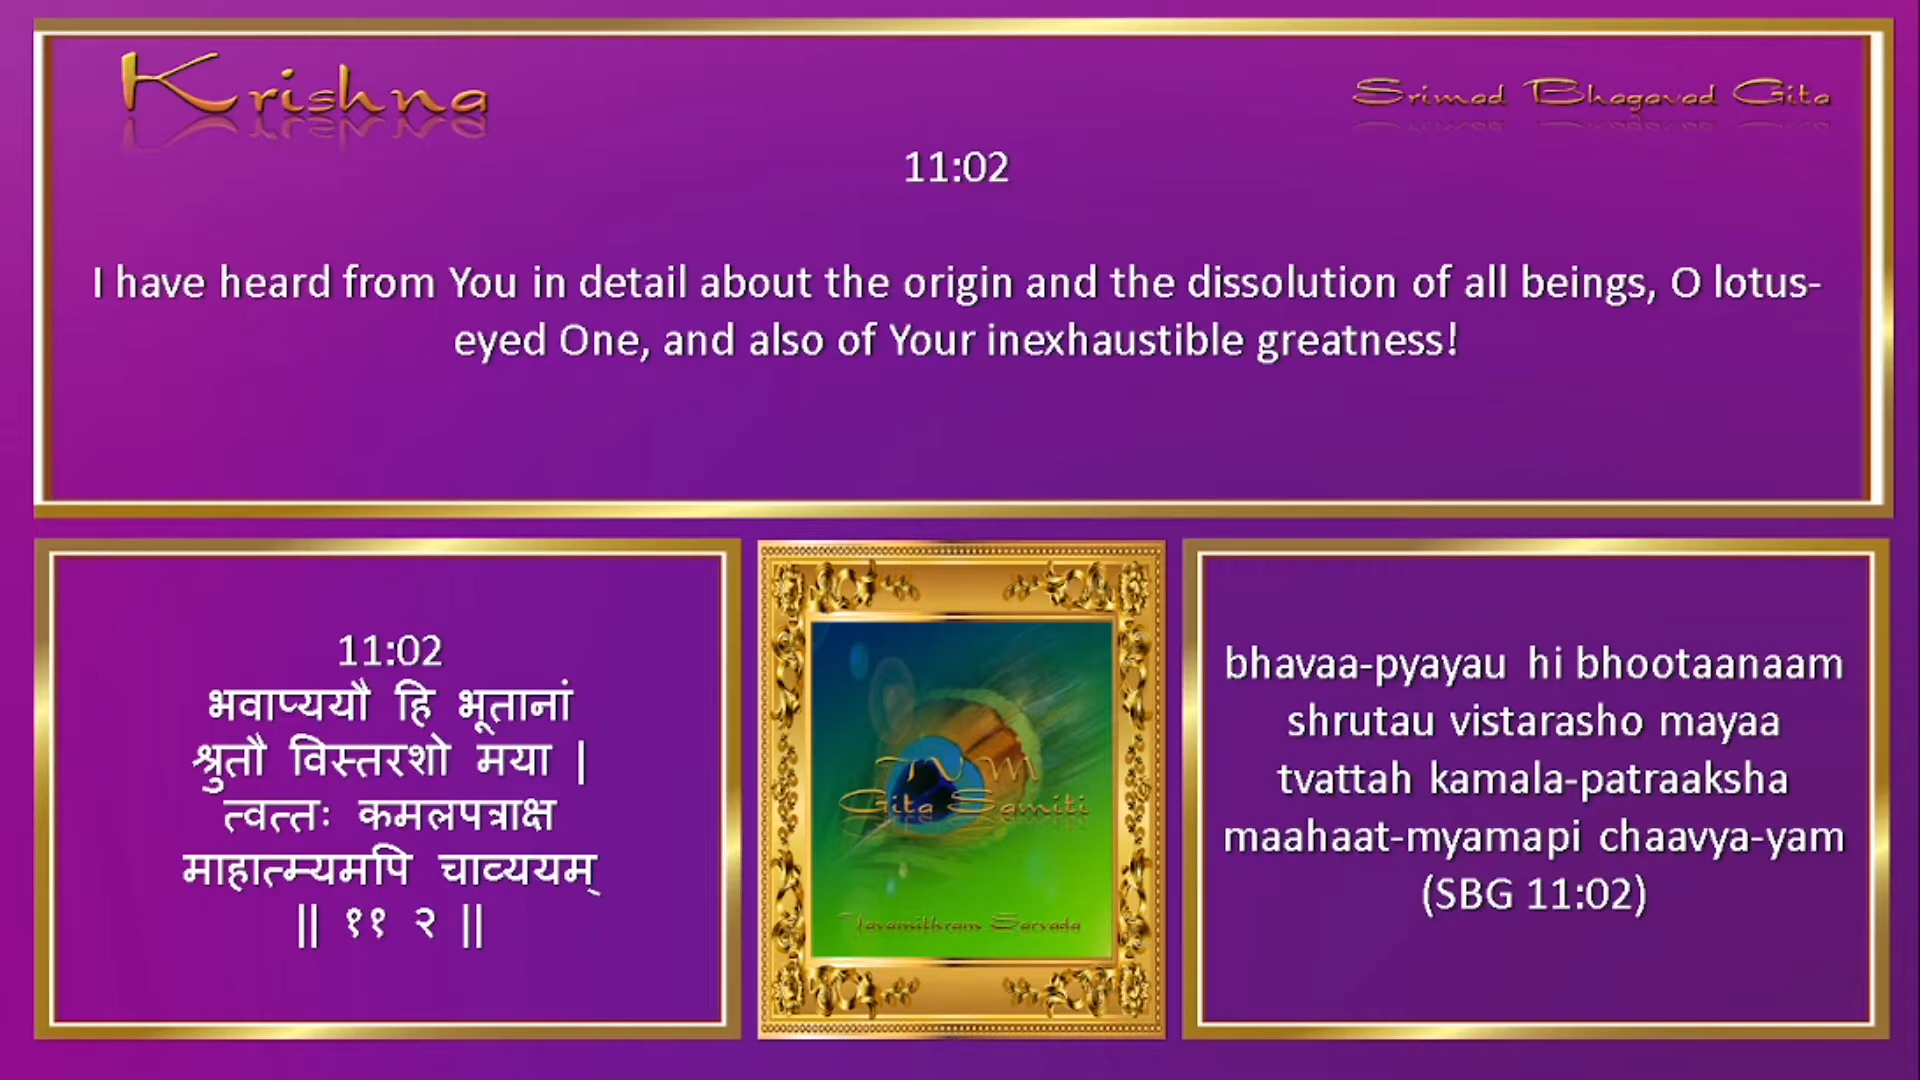 Krishna
Srimad Bhagavad Gita
11:02
I have heard from You in detail about the origin and the dissolution of all beings, O lotus-
eyed One, and also of Your inexhaustible greatness!
11:02
भवाप्ययौ हि भूतानां
श्रुतौ विस्तरशो मया |
त्वत्तः कमलपत्राक्ष
माहात्म्यमपि चाव्ययम्
|| ११ २ ||
TVM
Gita Samiti
Tavamithram Sarvada
bhavaa-pyayau hi bhootaanaam
shrutau vistarasho mayaa
tvattah kamala-patraaksha
maahaat-myamapi chaavya-yam
(SBG 11:02)